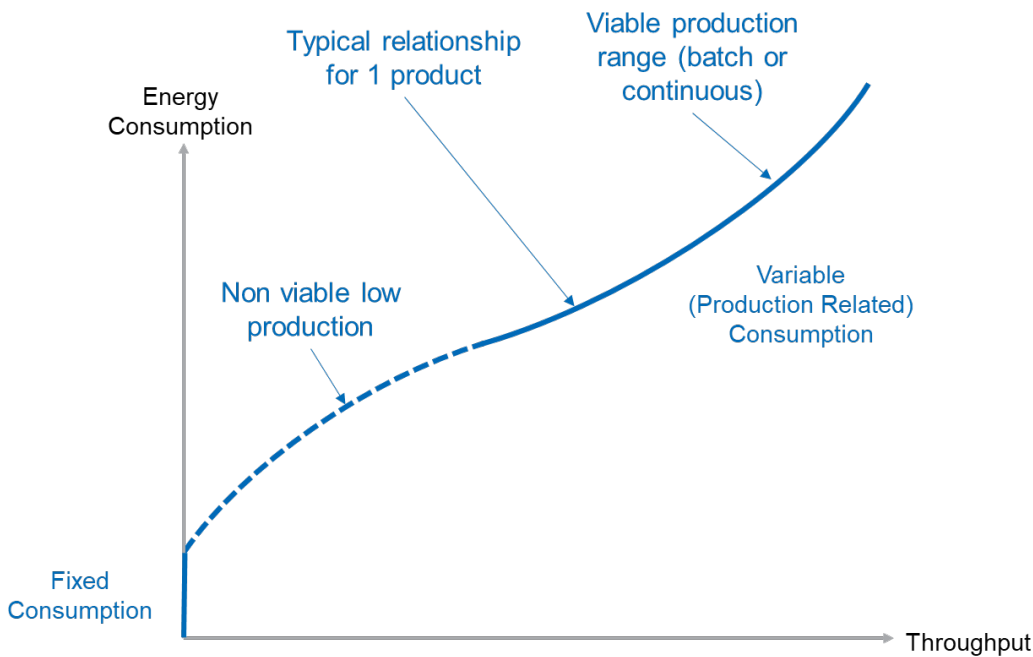 Viable production
range (batch or
continuous)
Typical relationship
for 1 product
Energy
Consumption
Non viable low
production
Variable
(Production Related)
Consumption
Fixed
Consumption
Throughput